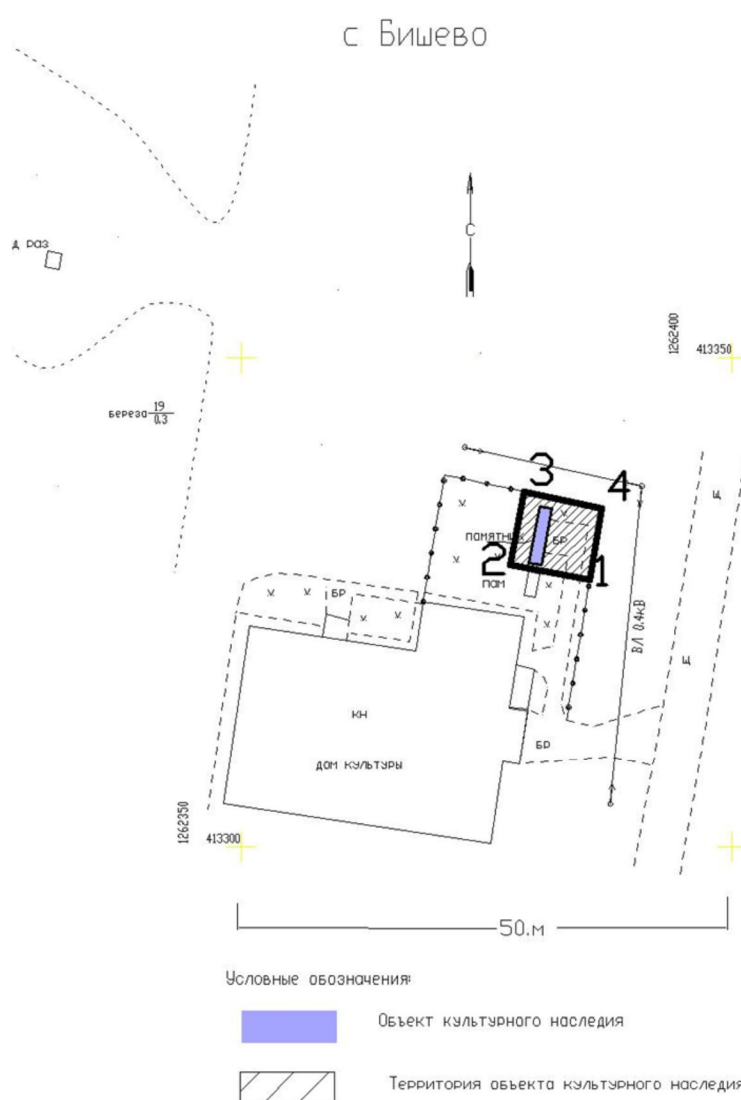 с Бишево
С
д раз
1262400
413350
береза 19
0.3
3
4
Щ
памятник
БР
2
1
пам
БР
ВЛ 0.4кВ
Щ
КН
БР
дом культуры
1262350
413300
50.м
Условные обозначения:
Объект культурного наследия
Территория объекта культурного наследия